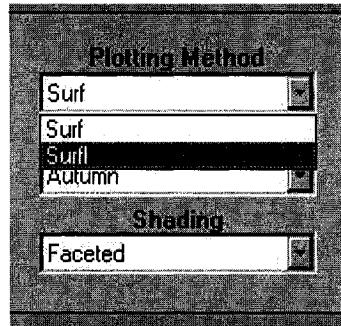 Plotting Method
Surf
Surf
Surfl
Autumn
Shading
Faceted